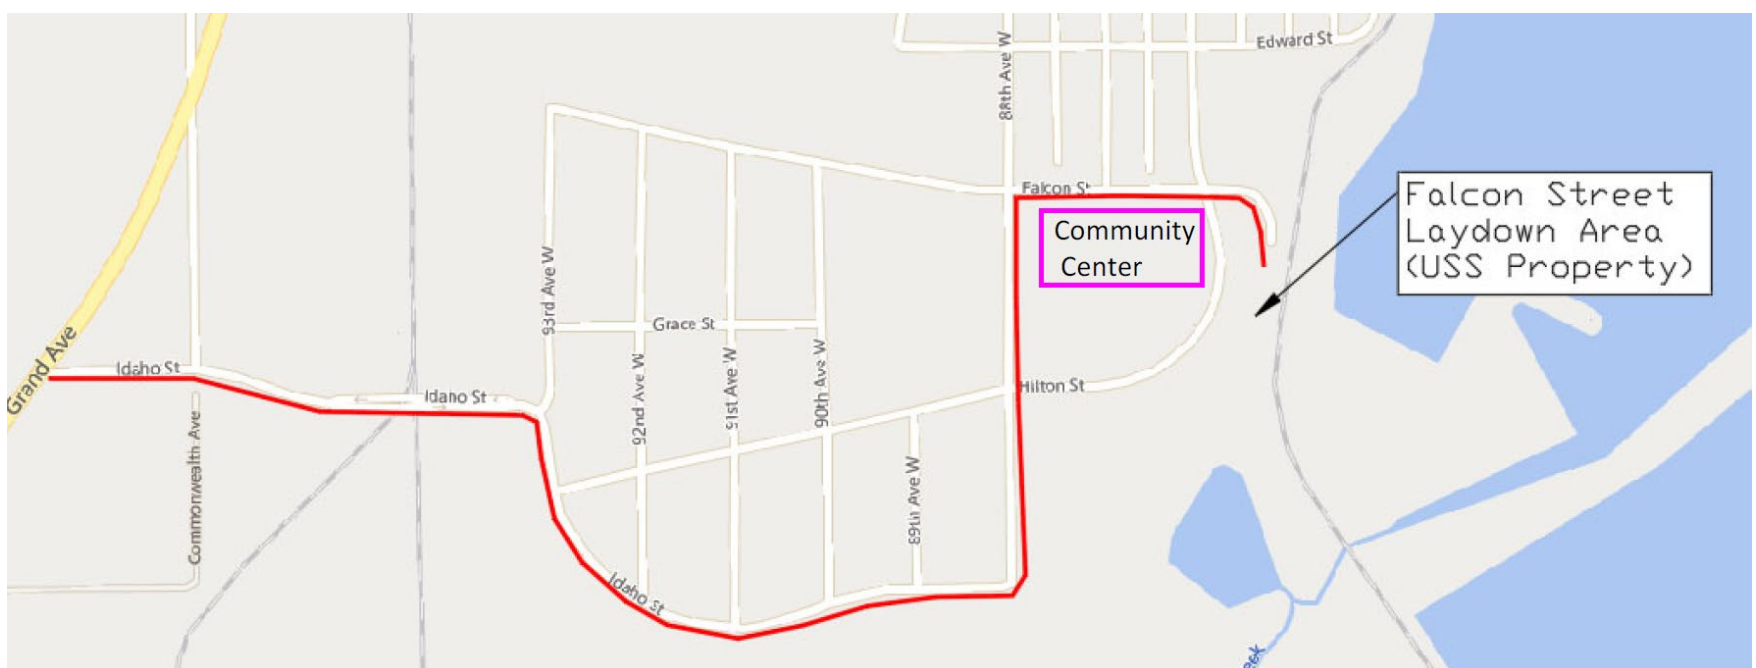 Edward St
88th Ave W
Falcon St
Falcon Street
Laydown Area
(USS Property)
Community
Center
93rd Ave W
Grace St
Grand Ave
Idaho St
Idaho St
92nd Ave W
91st Ave W
90th Ave W
Hilton St
Commonwealth Ave
89th Ave W
Idaho St